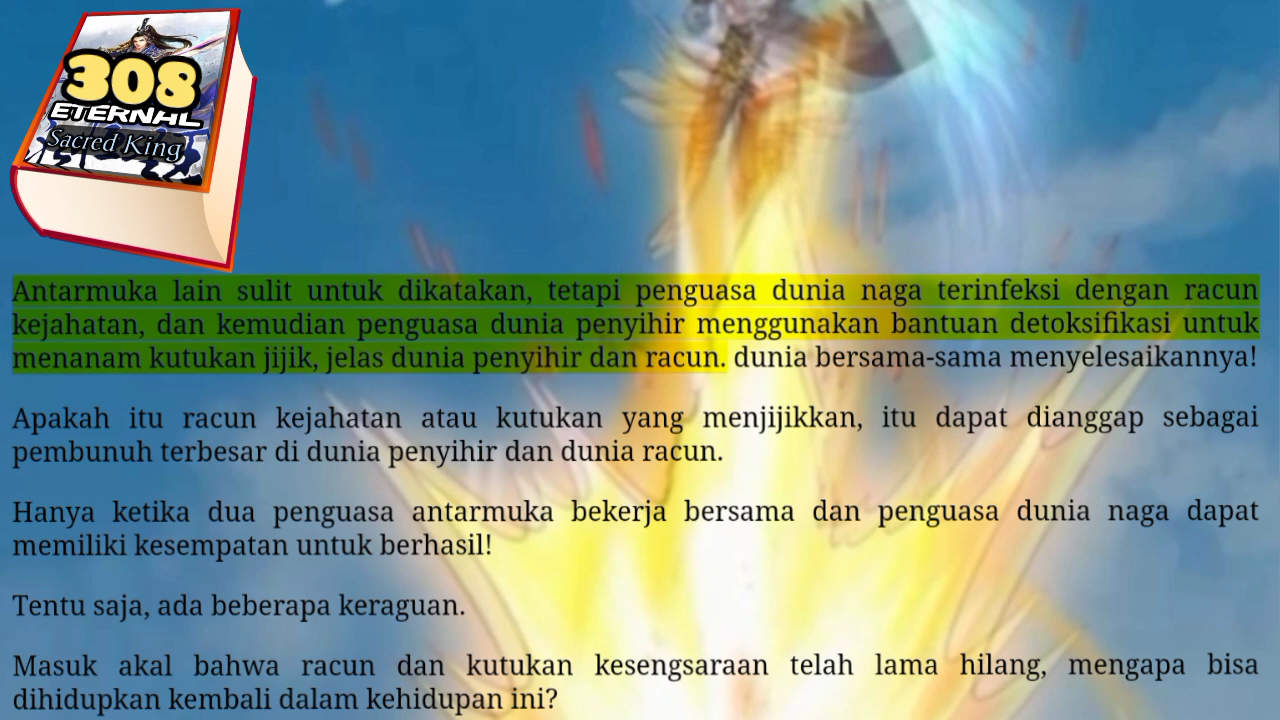 308
ETERNAL
Sacred King
Antarmuka lain sulit untuk dikatakan, tetapi penguasa dunia naga terinfeksi dengan racun
kejahatan, dan kemudian penguasa dunia penyihir menggunakan bantuan detoksifikasi untuk
menanam kutukan jijik, jelas dunia penyihir dan racun. dunia bersama-sama menyelesaikannya!
Apakah itu racun kejahatan atau kutukan yang menjijikkan, itu dapat dianggap sebagai
pembunuh terbesar di dunia penyihir dan dunia racun.
Hanya ketika dua penguasa antarmuka bekerja bersama dan penguasa dunia naga dapat
memiliki kesempatan untuk berhasil!
Tentu saja, ada beberapa keraguan.
Masuk akal bahwa racun dan kutukan kesengsaraan telah lama hilang, mengapa bisa
dihidupkan kembali dalam kehidupan ini?